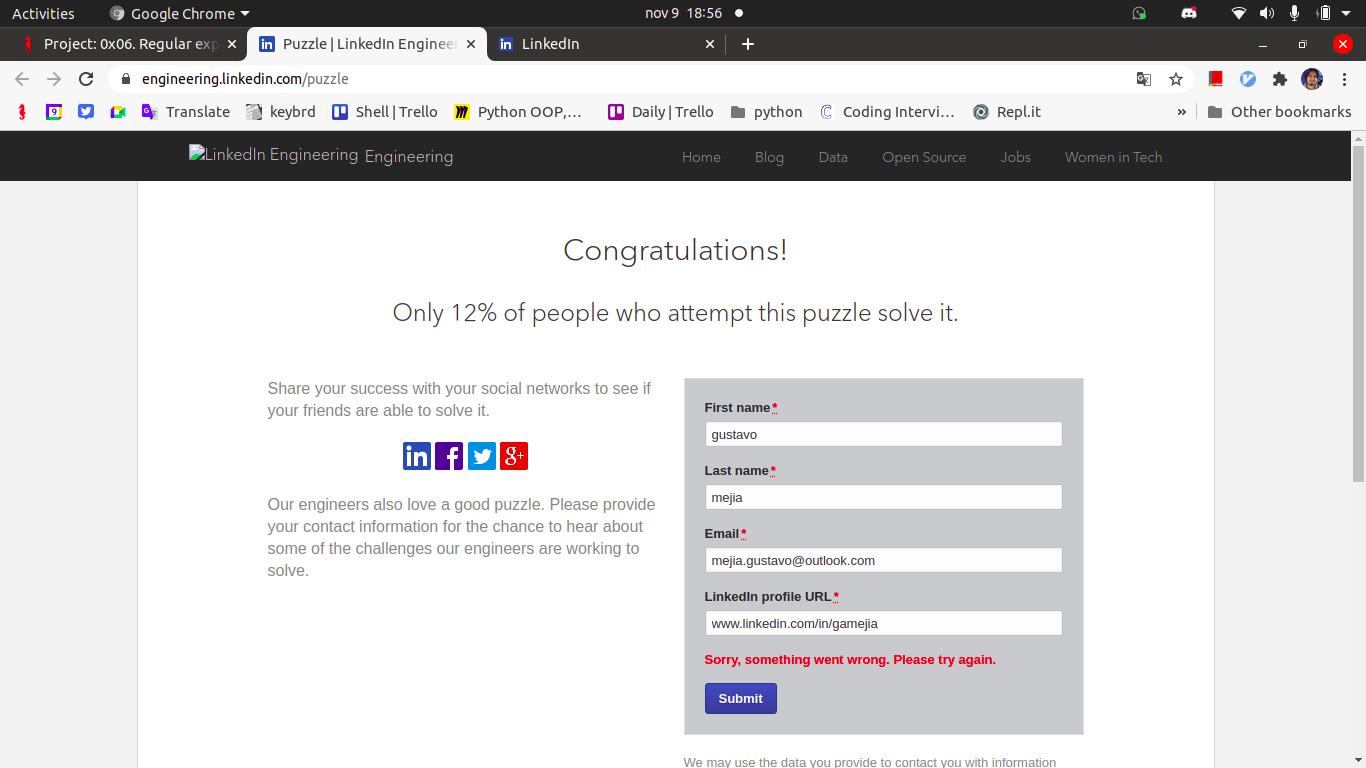 Activities Google Chrome nov 9 18:56
Project: 0x06. Regular exp Puzzle | LinkedIn Engineer LinkedIn
engineering.linkedin.com/puzzle
Translate keybrd Shell | Trello Python OOP,... Daily | Trello python Coding Intervi... Repl.it » Other bookmarks
LinkedIn Engineering Engineering Home Blog Data Open Source Jobs Women in Tech
Congratulations!
Only 12% of people who attempt this puzzle solve it.
Share your success with your social networks to see if
your friends are able to solve it.
in f g+
Our engineers also love a good puzzle. Please provide
your contact information for the chance to hear about
some of the challenges our engineers are working to
solve.
First name*
gustavo
Last name*
mejia
Email*
mejia.gustavo@outlook.com
LinkedIn profile URL*
www.linkedin.com/in/gamejia
Sorry, something went wrong. Please try again.
Submit
We may use the data you provide to contact you with information